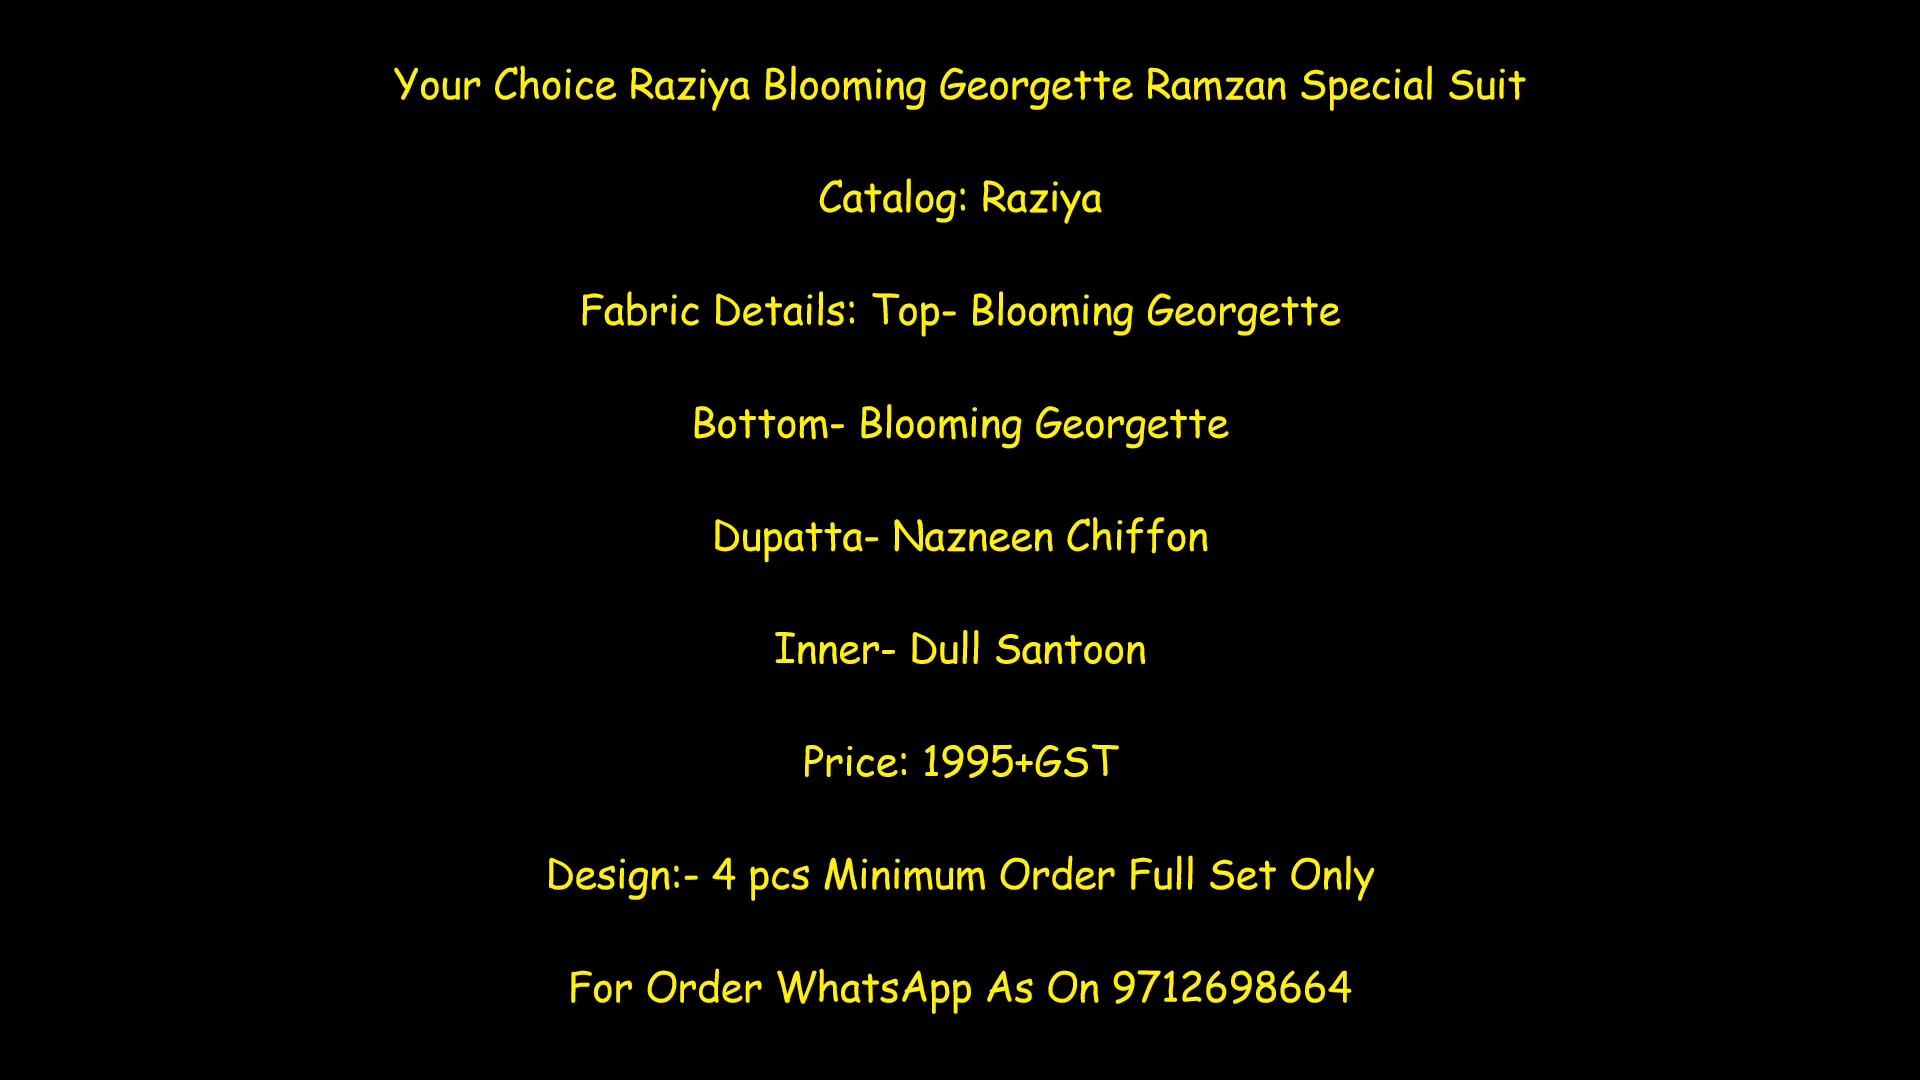 Your Choice Raziya Blooming Georgette Ramzan Special Suit
Catalog: Raziya
Fabric Details: Top- Blooming Georgette
Bottom- Blooming Georgette
Dupatta- Nazneen Chiffon
Inner- Dull Santoon
Price: 1995+GST
Design:- 4 pcs Minimum Order Full Set Only
For Order WhatsApp As On 9712698664